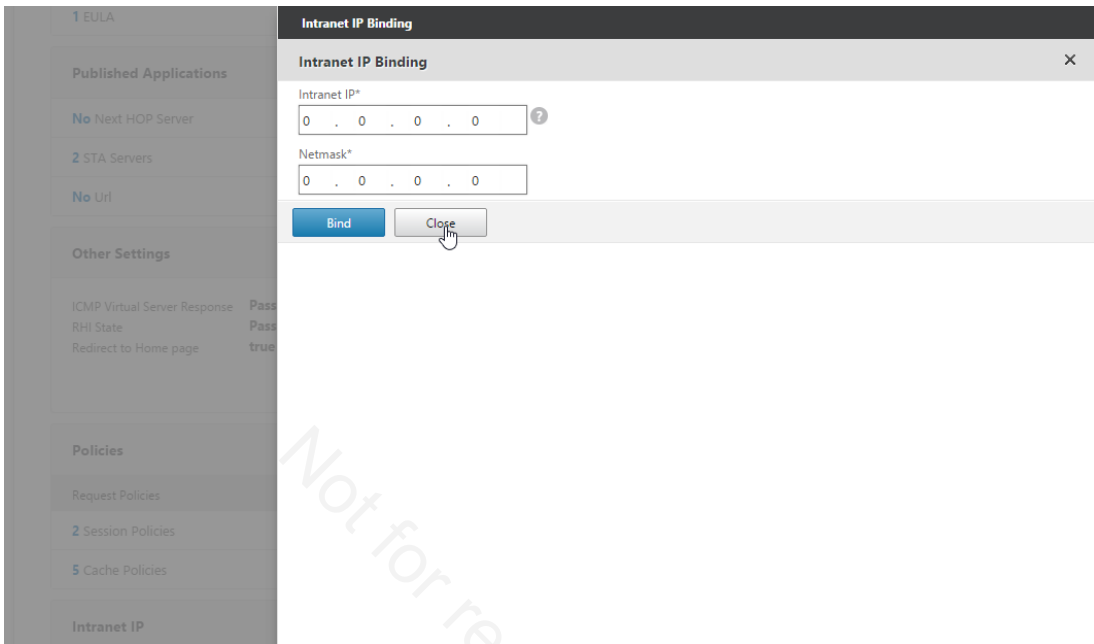 1 EULA
Published Applications
No Next HOP Server
2 STA Servers
No Url
Other Settings
ICMP Virtual Server Response Pass
RHI State Pass
Redirect to Home page true
Policies
Request Policies
2 Session Policies
5 Cache Policies
Intranet IP
Intranet IP Binding
Intranet IP Binding ×
Intranet IP*
0 . 0 . 0 . 0 ?
Netmask*
0 . 0 . 0 . 0
Bind Close
Not for re